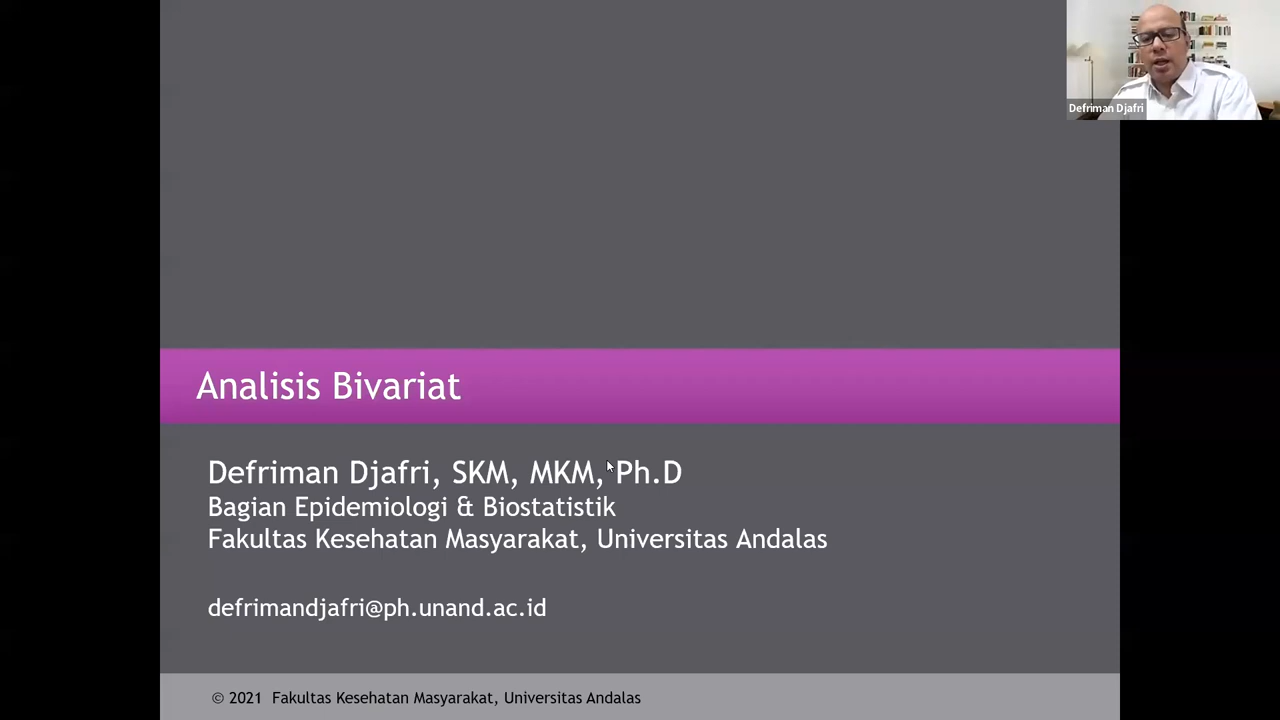 Defriman Djafri
Analisis Bivariat
Defriman Djafri, SKM, MKM, Ph.D
Bagian Epidemiologi & Biostatistik
Fakultas Kesehatan Masyarakat, Universitas Andalas
defrimandjafri@ph.unand.ac.id
© 2021 Fakultas Kesehatan Masyarakat, Universitas Andalas